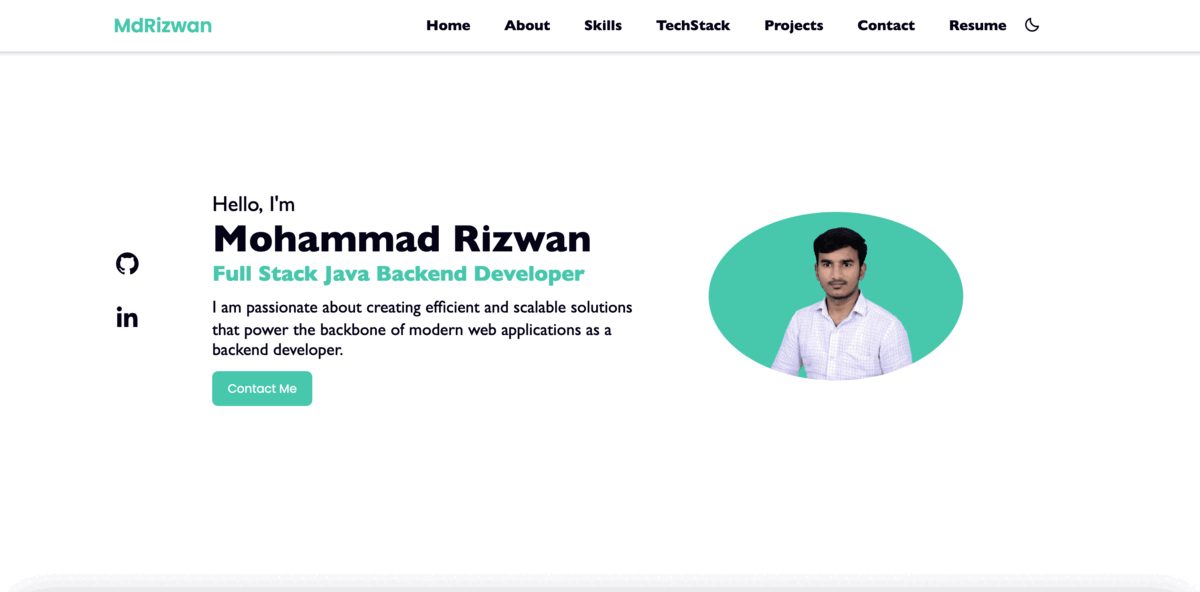 MdRizwan
Home About Skills TechStack Projects Contact Resume
Hello, I'm
Mohammad Rizwan
Full Stack Java Backend Developer
I am passionate about creating efficient and scalable solutions
that power the backbone of modern web applications as a
backend developer.
Contact Me
in